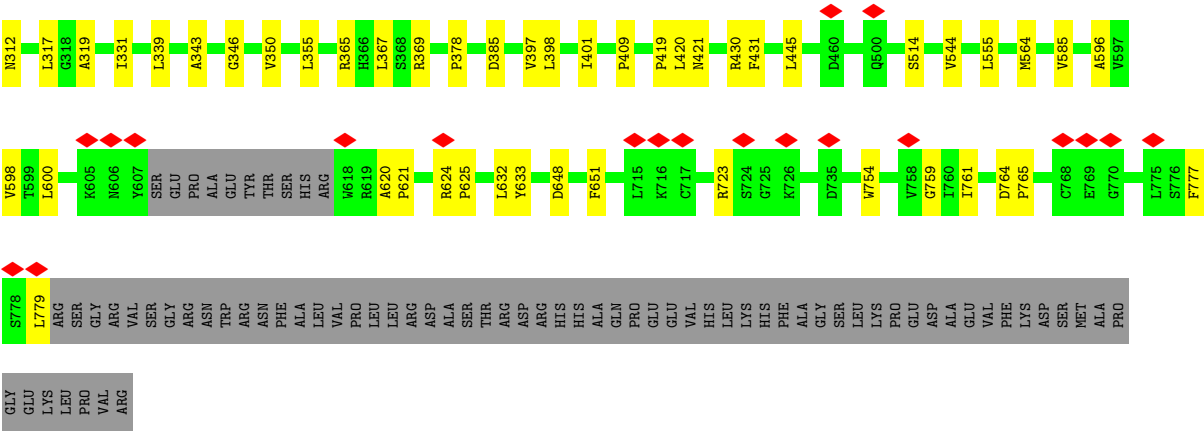 N312 L317 G318 A319 I331 L339 A343 G346 V350 L355 R365 H366 L367 S368 R369 P378 D385 V397 L398 I401 P409 P419 L420 N421 R430 F431 L445 D460 Q500 S514 V544 L555 M564 V585 A596 V597
V598 T599 L600 K605 N606 Y607 SER GLU PRO ALA GLU TYR THR SER HIS ARG W618 R619 A620 P621 R624 P625 L632 Y633 D648 F651 L715 K716 C717 R723 S724 G725 K726 D735 W754 V758 G759 I760 I761 D764 P765 C768 E769 G770 L775 S776 F777
S778 L779 ARG SER GLY ARG VAL SER GLY ARG ASN TRP ARG ASN PHE ALA LEU VAL PRO LEU LEU ARG ASP ALA SER THR ARG ASP ARG HIS HIS ALA GLN PRO GLU GLU VAL HIS LEU LYS HIS PHE ALA GLY SER LEU LYS PRO GLU ASP ALA GLU VAL PHE LYS ASP SER MET ALA PRO
GLY GLU LYS LEU PRO VAL ARG